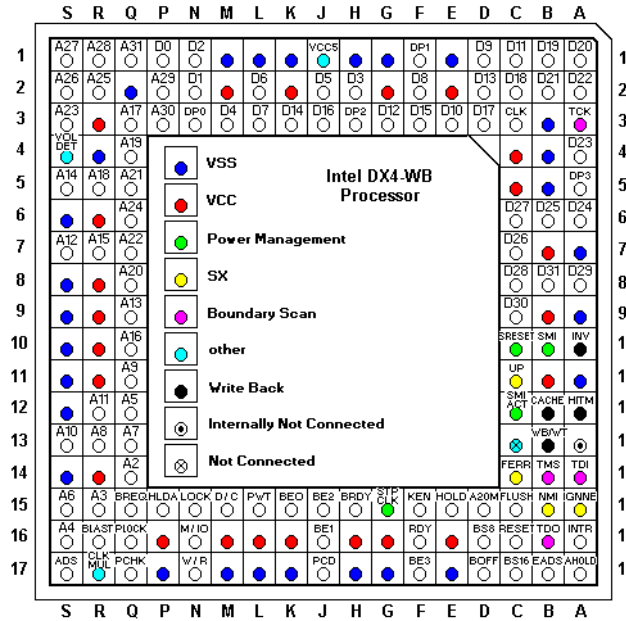 S R Q P N M L K J H G F E D C B A
1 A27 A28 A31 D0 D2 VCC5 DP1 D9 D11 D19 D20 1
2 A26 A25 A29 D1 D6 D5 D3 D8 D13 D18 D21 D22 2
3 A23 A17 A30 DP0 D4 D7 D14 D16 DP2 D12 D15 D10 D17 CLK TCK 3
4 VOL DET A19 D23 4
5 A14 A18 A21 DP3 5
6 A24 D27 D25 D24 6
7 A12 A15 A22 D26 7
8 A20 D28 D31 D29 8
9 A13 D30 9
10 A16 SRESET SMI INV 1
11 A9 UP 1
12 A11 A5 SMI ACT CACHE HITM 1
13 A10 A8 A7 WB/WT 1
14 A2 FERR TMS TDI 1
15 A6 A3 BREQ HLDA LOCK D/C PWT BEO BE2 BRDY STP CLK KEN HOLD A20M FLUSH NMI IGNNE 1
16 A4 BLAST PLOCK M/IO BE1 RDY BS8 RESET TDO INTR 1
17 ADS CLK MUL PCHK W/R PCD BE3 BOFF BS16 EADS AHOLD 1
S R Q P N M L K J H G F E D C B A
Intel DX4-WB
Processor
VSS
VCC
Power Management
SX
Boundary Scan
other
Write Back
Internally Not Connected
Not Connected